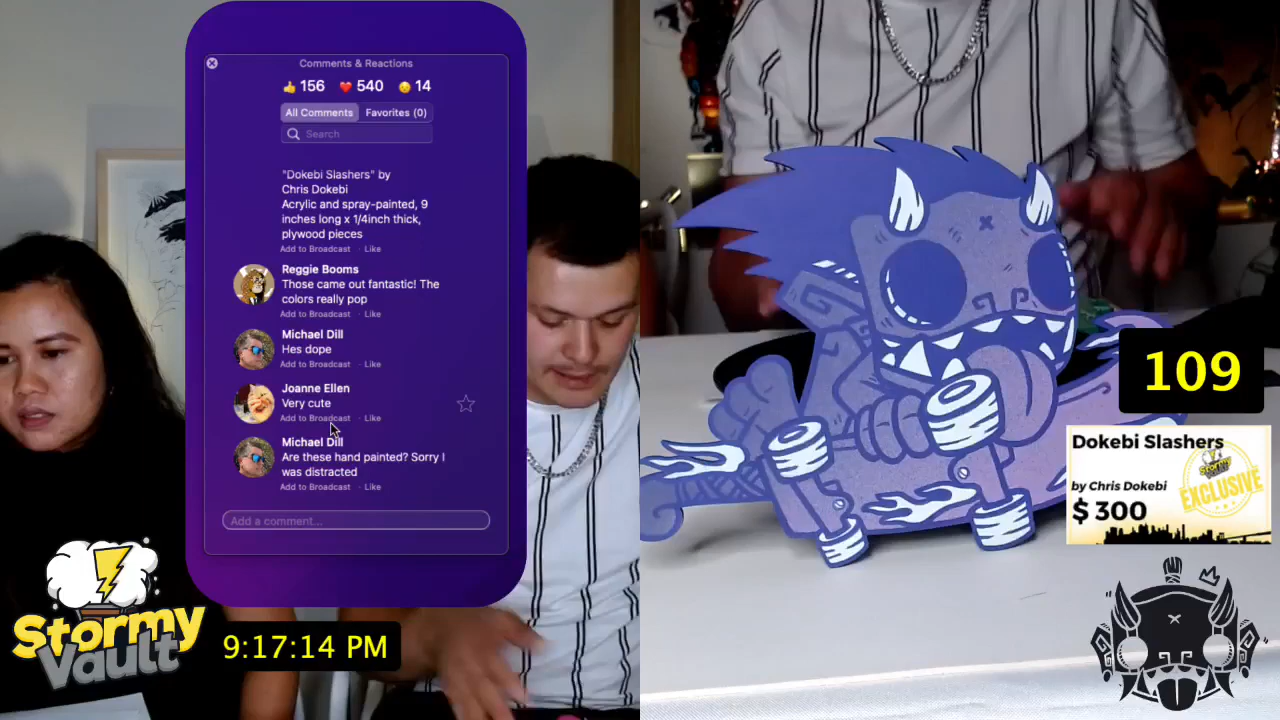 Comments & Reactions
👍 156 ❤️ 540 😢 14
All Comments Favorites (0)
Search
"Dokebi Slashers" by
Chris Dokebi
Acrylic and spray-painted, 9
inches long x 1/4inch thick,
plywood pieces
Add to Broadcast · Like
Reggie Booms
Those came out fantastic! The
colors really pop
Add to Broadcast · Like
Michael Dill
Hes dope
Add to Broadcast · Like
Joanne Ellen
Very cute
Add to Broadcast · Like
Michael Dill
Are these hand painted? Sorry I
was distracted
Add to Broadcast · Like
Add a comment...
Stormy
Vault
9:17:14 PM
109
Dokebi Slashers
by Chris Dokebi
$ 300
Stormy
EXCLUSIVE